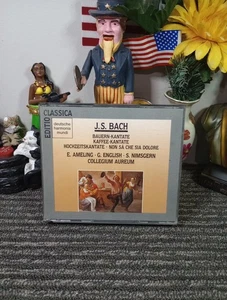 EDITIO CLASSICA
deutsche
harmonia
mundi
J.S. BACH
BAUERN-KANTATE
KAFFEE-KANTATE
HOCHZEITSKANTATE · NON SA CHE SIA DOLORE
E. AMELING · G. ENGLISH · S. NIMSGERN
COLLEGIUM AUREUM